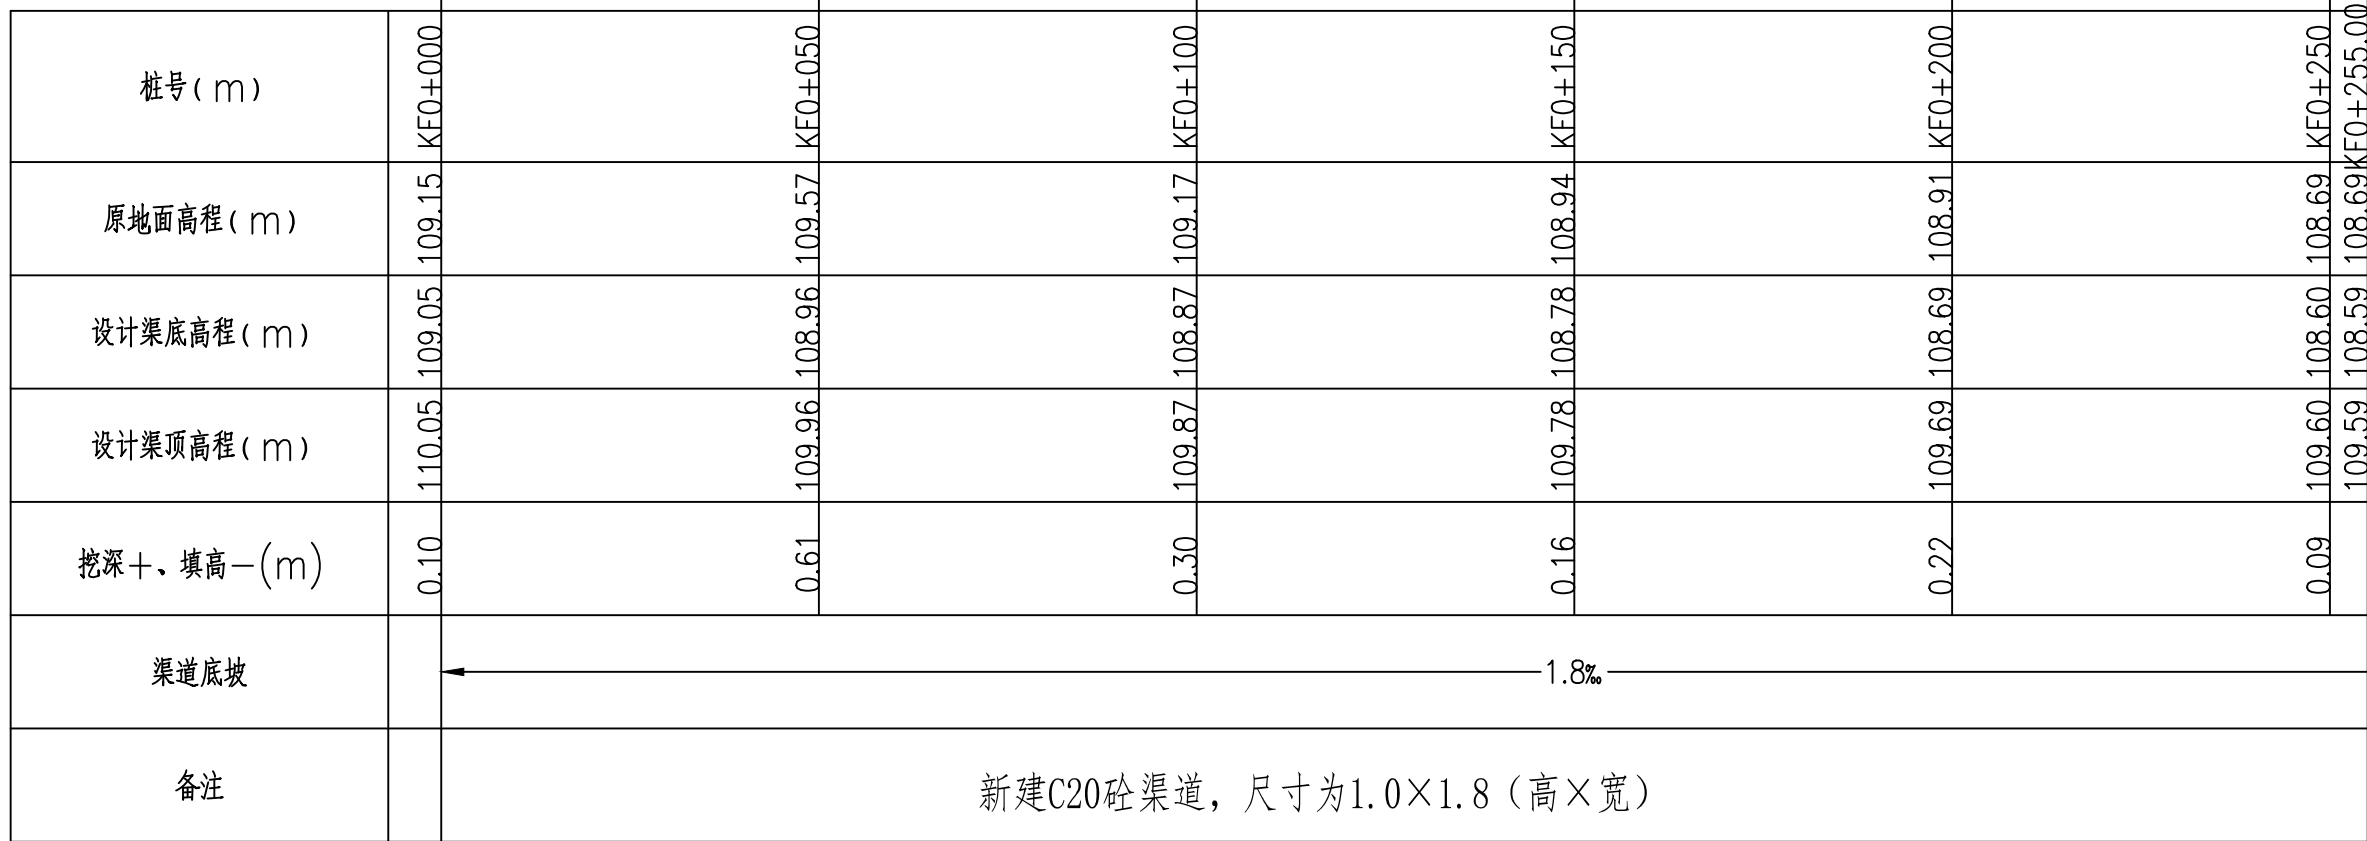 桩号(m) KF0+000 KF0+050 KF0+100 KF0+150 KF0+200 KF0+250 KF0+255.00
原地面高程(m) 109.15 109.57 109.17 108.94 108.91 108.69 108.69
设计渠底高程(m) 109.05 108.96 108.87 108.78 108.69 108.60 108.59
设计渠顶高程(m) 110.05 109.96 109.87 109.78 109.69 109.60 109.59
挖深+、填高-(m) 0.10 0.61 0.30 0.16 0.22 0.09
渠道底坡 1.8‰
备注 新建C20砼渠道，尺寸为1.0×1.8（高×宽）